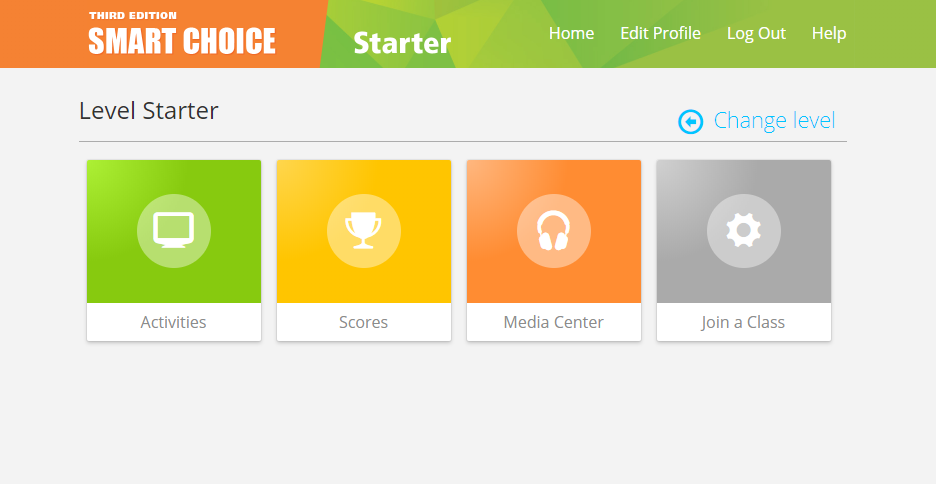 THIRD EDITION
SMART CHOICE
Starter
Home Edit Profile Log Out Help
Level Starter
Change level
Activities
Scores
Media Center
Join a Class